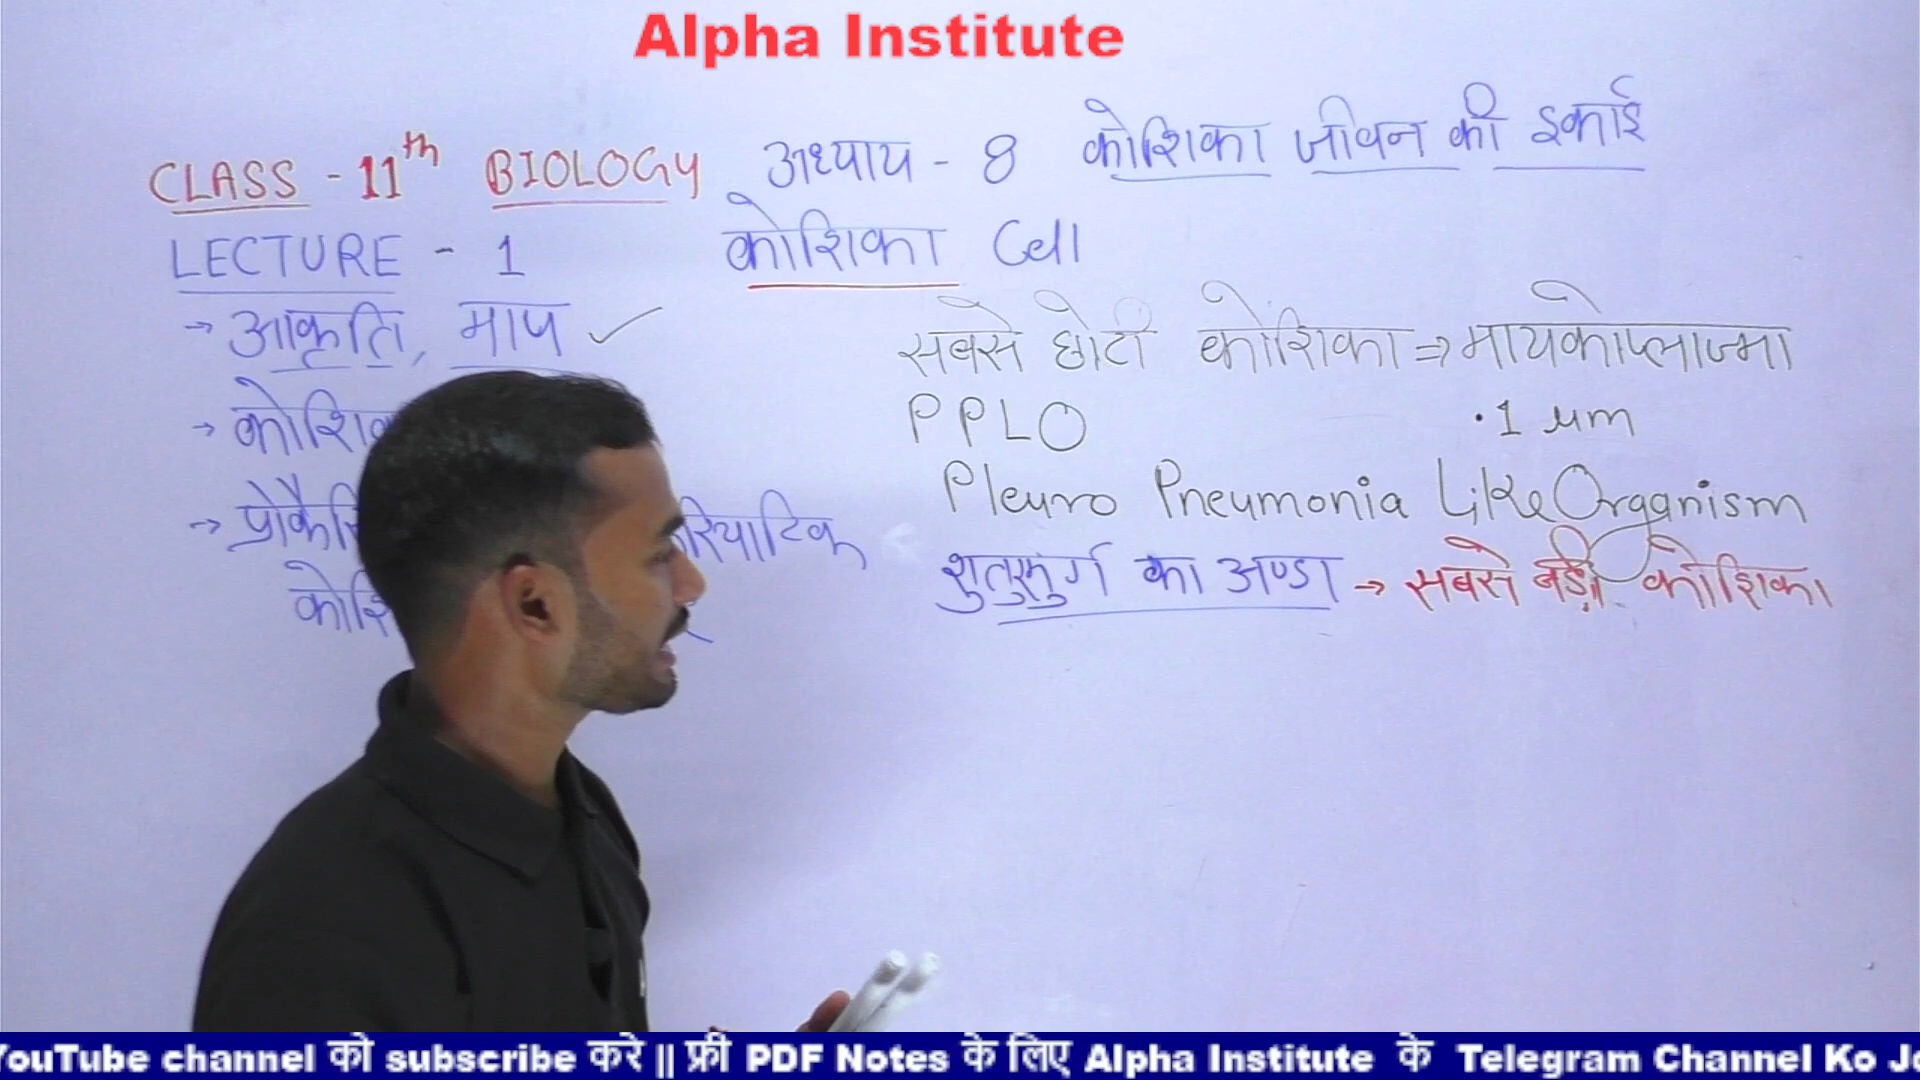 Alpha Institute
CLASS - 11th BIOLOGY अध्याय - 8 कोशिका जीवन की इकाई
LECTURE - 1 कोशिका Cell
→ आकृति, माप ✓
सबसे छोटी कोशिका ⇒ मायकोप्लाज्मा
PPLO .1 µm
Pleuro Pneumonia Like Organism
शुतुरमुर्ग का अण्डा → सबसे बड़ी कोशिका
YouTube channel को subscribe करे || फ्री PDF Notes के लिए Alpha Institute के Telegram Channel Ko